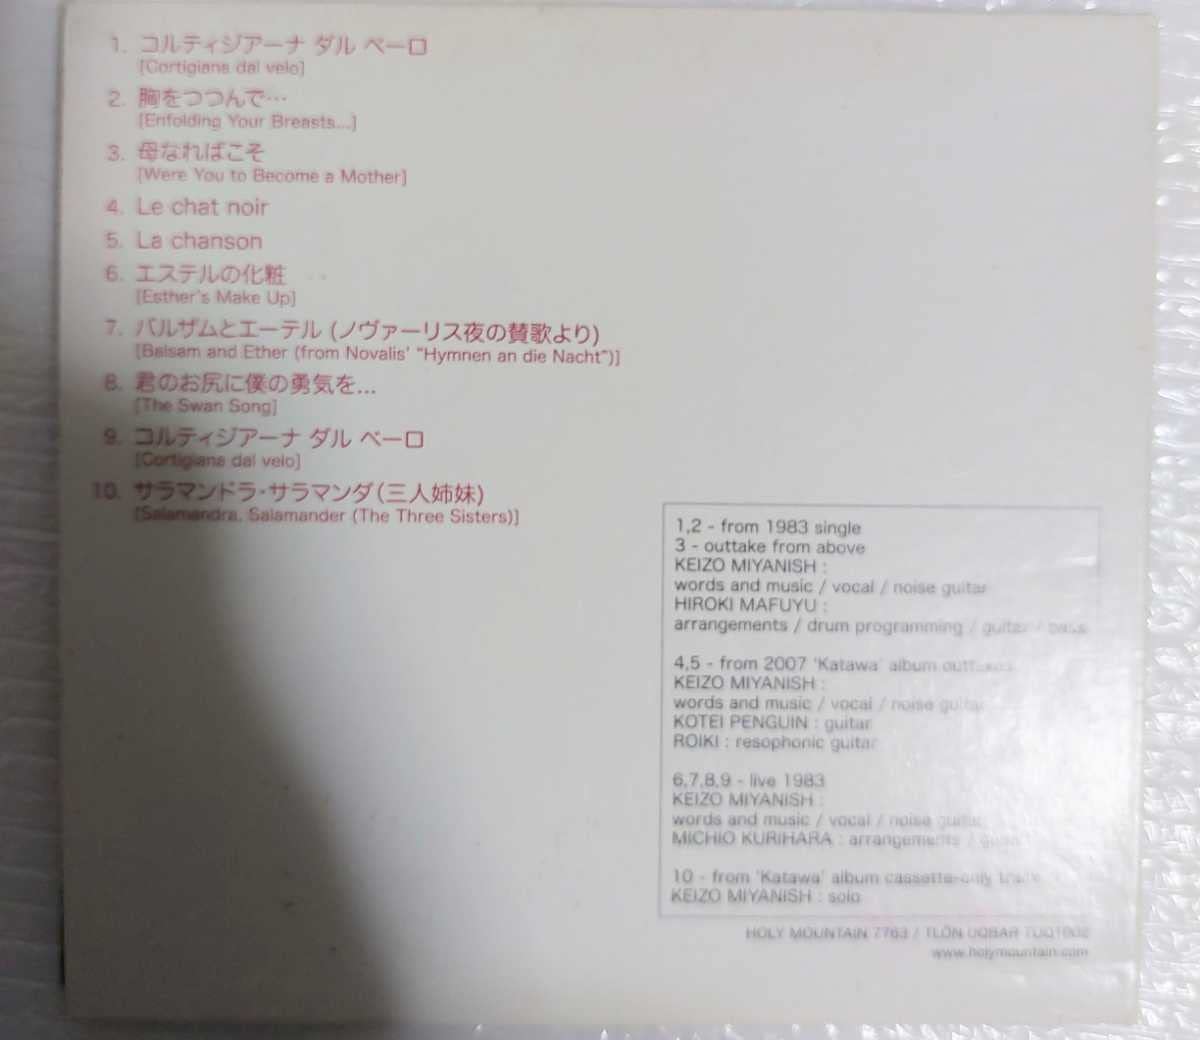 1. コルティジアーナ ダル ベーロ
[Cortigiana dal velo]
2. 胸をつつんで…
[Enfolding Your Breasts...]
3. 母なればこそ
[Were You to Become a Mother]
4. Le chat noir
5. La chanson
6. エステルの化粧
[Esther's Make Up]
7. バルザムとエーテル (ノヴァーリス夜の賛歌より)
[Balsam and Ether (from Novalis' "Hymnen an die Nacht")]
8. 君のお尻に僕の勇気を...
[The Swan Song]
9. コルティジアーナ ダル ベーロ
[Cortigiana dal velo]
10. サラマンドラ・サラマンダ(三人姉妹)
[Salamandra, Salamander (The Three Sisters)]
1,2 - from 1983 single
3 - outtake from above
KEIZO MIYANISH :
words and music / vocal / noise guitar
HIROKI MAFUYU :
arrangements / drum programming / guitar / bass
4,5 - from 2007 'Katawa' album outtakes
KEIZO MIYANISH :
words and music / vocal / noise guitar
KOTEI PENGUIN : guitar
ROIKI : resophonic guitar
6,7,8,9 - live 1983
KEIZO MIYANISH :
words and music / vocal / noise guitar
MICHIO KURIHARA : arrangements / guitar
10 - from 'Katawa' album cassette-only
KEIZO MIYANISH : solo
HOLY MOUNTAIN 7763 / TLÖN UQBAR TUQ1002
www.holymountain.com